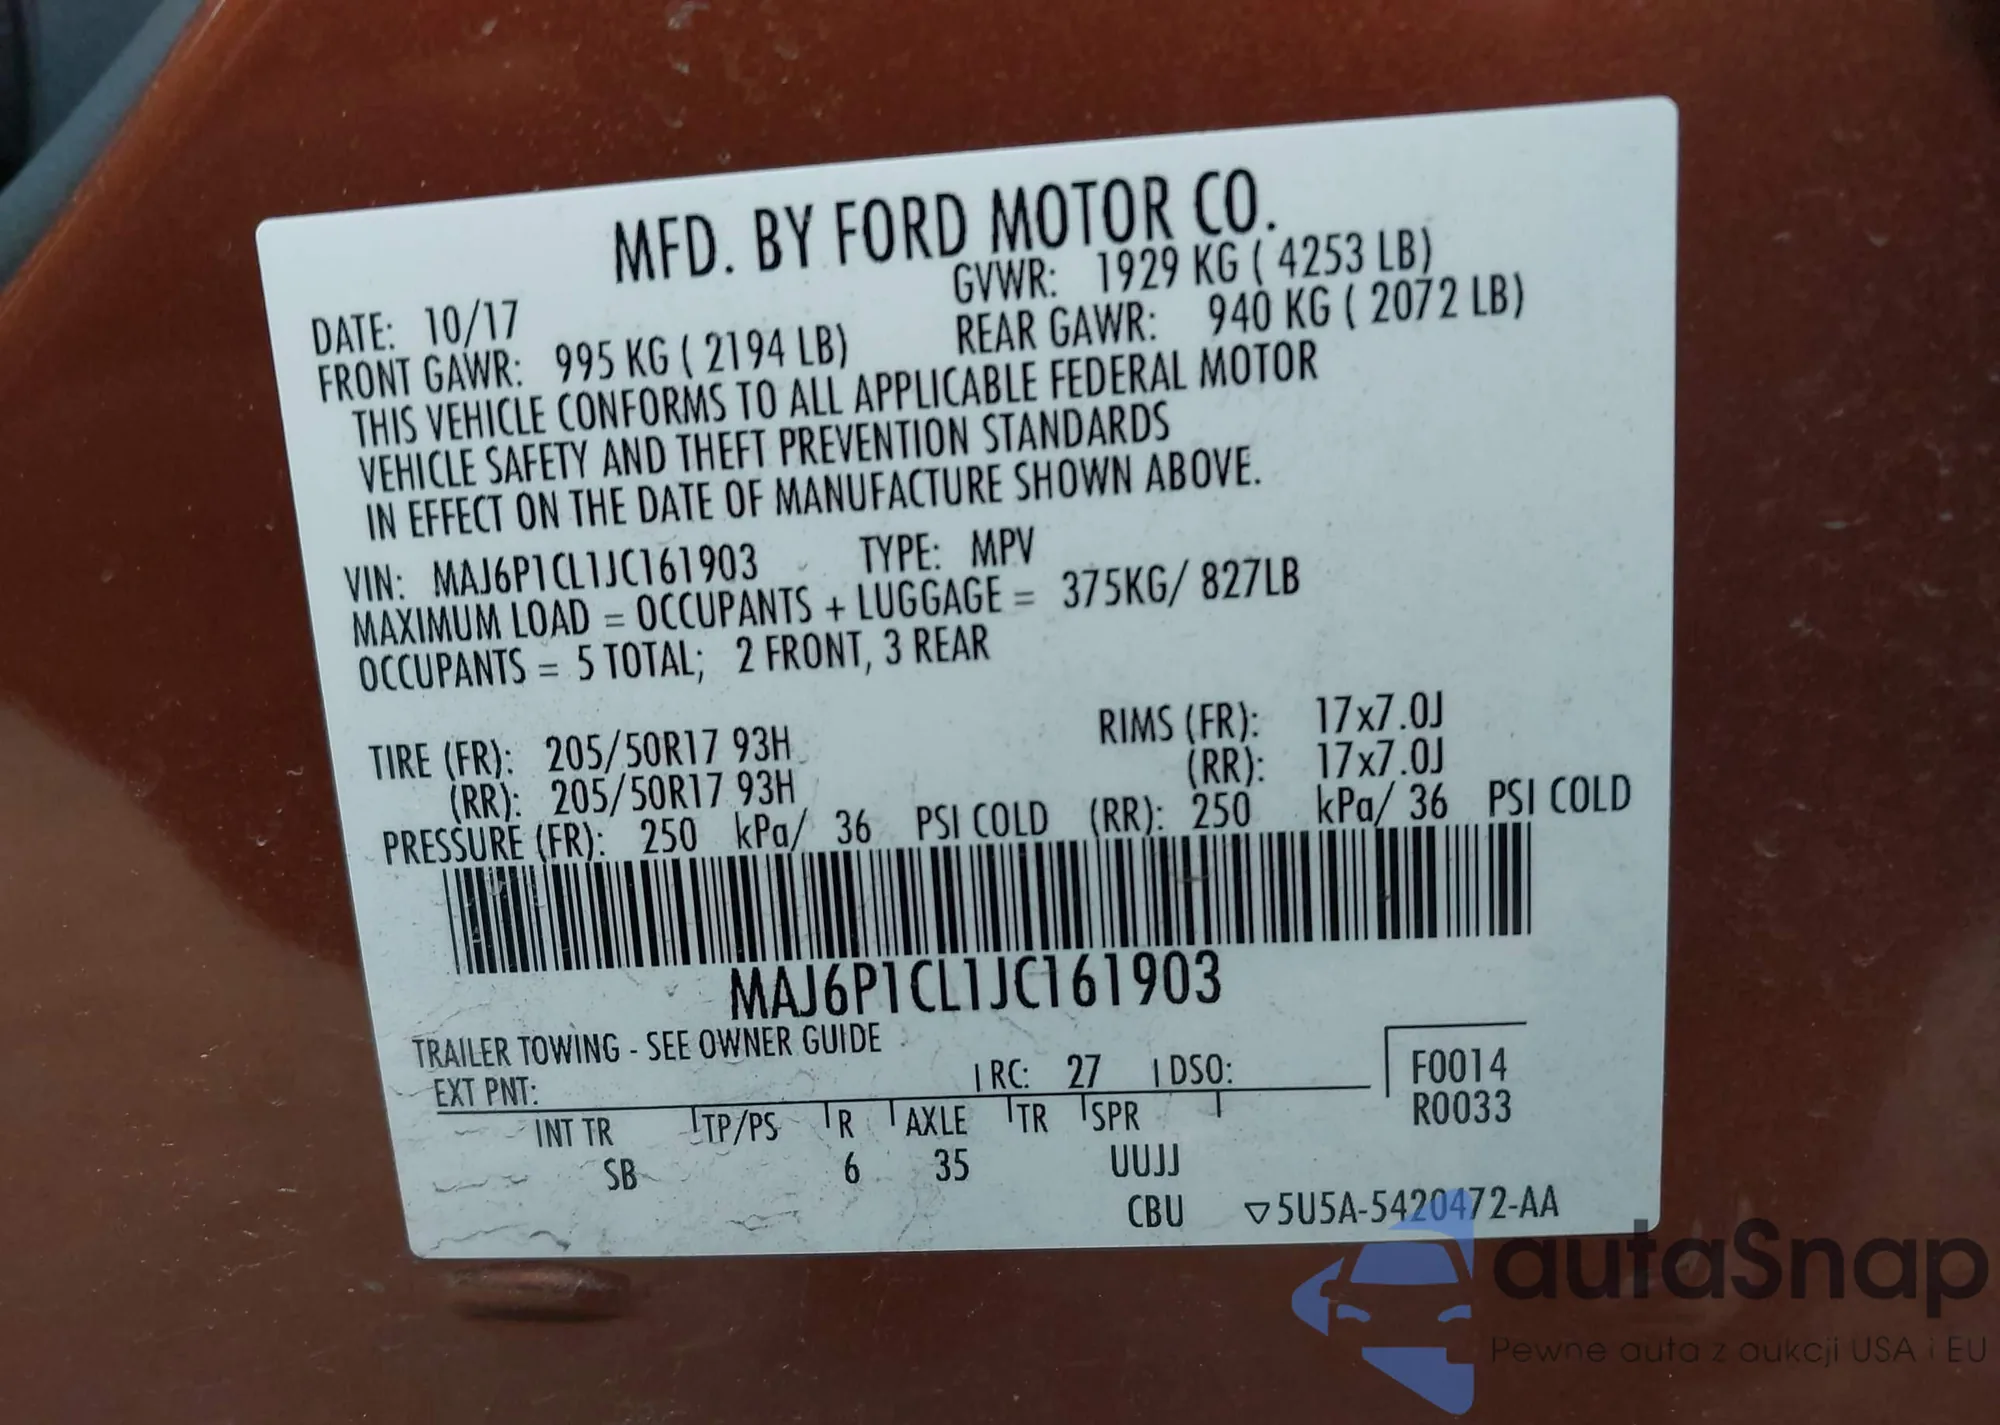 MFD. BY FORD MOTOR CO.
DATE: 10/17 GVWR: 1929 KG ( 4253 LB)
FRONT GAWR: 995 KG ( 2194 LB) REAR GAWR: 940 KG ( 2072 LB)
THIS VEHICLE CONFORMS TO ALL APPLICABLE FEDERAL MOTOR
VEHICLE SAFETY AND THEFT PREVENTION STANDARDS
IN EFFECT ON THE DATE OF MANUFACTURE SHOWN ABOVE.
VIN: MAJ6P1CL1JC161903 TYPE: MPV
MAXIMUM LOAD = OCCUPANTS + LUGGAGE = 375KG/ 827LB
OCCUPANTS = 5 TOTAL; 2 FRONT, 3 REAR
TIRE (FR): 205/50R17 93H RIMS (FR): 17x7.0J
(RR): 205/50R17 93H (RR): 17x7.0J
PRESSURE (FR): 250 kPa/ 36 PSI COLD (RR): 250 kPa/ 36 PSI COLD
MAJ6P1CL1JC161903
TRAILER TOWING - SEE OWNER GUIDE
EXT PNT: RC: 27 DSO: F0014
R0033
INT TR TP/PS R AXLE TR SPR
SB 6 35 UUJJ
CBU ▽5U5A-5420472-AA
autaSnap
Pewne auta z aukcji USA i EU